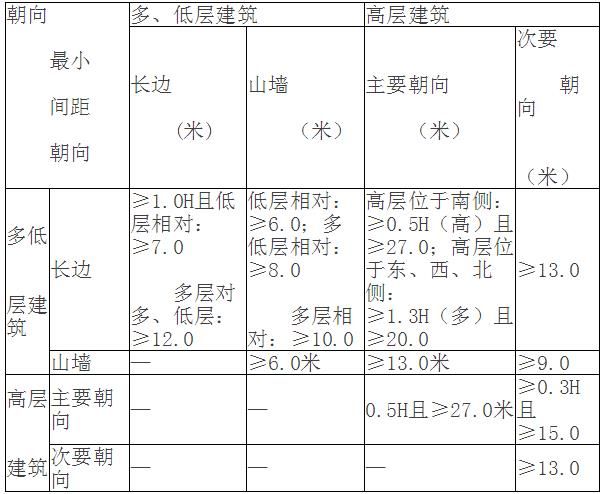 朝向
最小
间距
朝向
多、低层建筑
高层建筑
长边
(米)
山墙
(米)
主要朝向
(米)
次要
朝
向
(米)
多低
层建
筑
长边
≥1.0H且低
层相对：
≥7.0
多层对
多、低层：
≥12.0
低层相对：
≥6.0；多
低层相对：
≥8.0
多层相
对：≥10.0
高层位于南侧：
≥0.5H（高）且
≥27.0；高层位
于东、西、北
侧：
≥1.3H（多）且
≥20.0
≥13.0
山墙
—
≥6.0米
≥13.0米
≥9.0
高层
建筑
主要朝
向
—
—
0.5H且≥27.0米
≥0.3H
且
≥15.0
次要朝
向
—
—
—
≥13.0